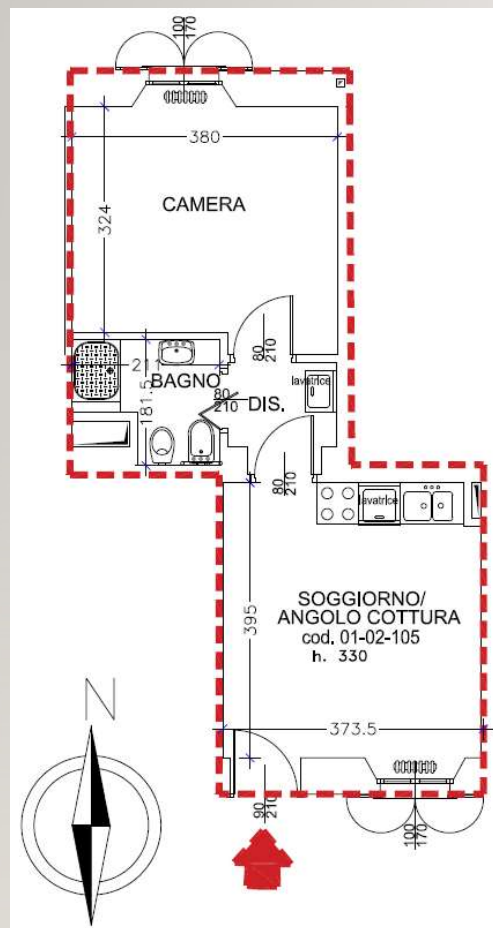 100
170
380
324
CAMERA
80
210
211
BAGNO
181.5
80
210
DIS.
lavatrice
80
210
lavatrice
SOGGIORNO/
ANGOLO COTTURA
cod. 01-02-105
h. 330
395
373.5
N
90
210
100
170